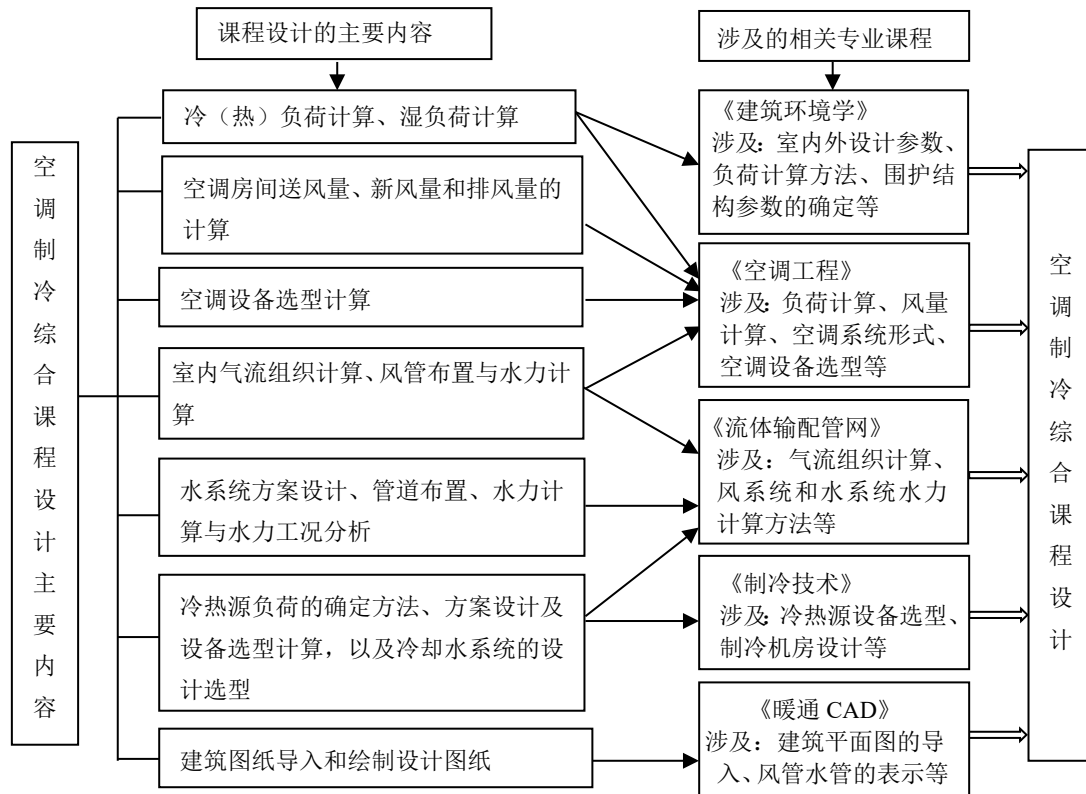 课程设计的主要内容
涉及的相关专业课程
空调制冷综合课程设计主要内容
冷（热）负荷计算、湿负荷计算
空调房间送风量、新风量和排风量的
计算
空调设备选型计算
室内气流组织计算、风管布置与水力计
算
水系统方案设计、管道布置、水力计
算与水力工况分析
冷热源负荷的确定方法、方案设计及
设备选型计算，以及冷却水系统的设
计选型
建筑图纸导入和绘制设计图纸
《建筑环境学》
涉及：室内外设计参数、
负荷计算方法、围护结
构参数的确定等
《空调工程》
涉及：负荷计算、风量
计算、空调系统形式、
空调设备选型等
《流体输配管网》
涉及：气流组织计算、
风系统和水系统水力
计算方法等
《制冷技术》
涉及：冷热源设备选型、
制冷机房设计等
《暖通 CAD》
涉及：建筑平面图的导
入、风管水管的表示等
空调制冷综合课程设计